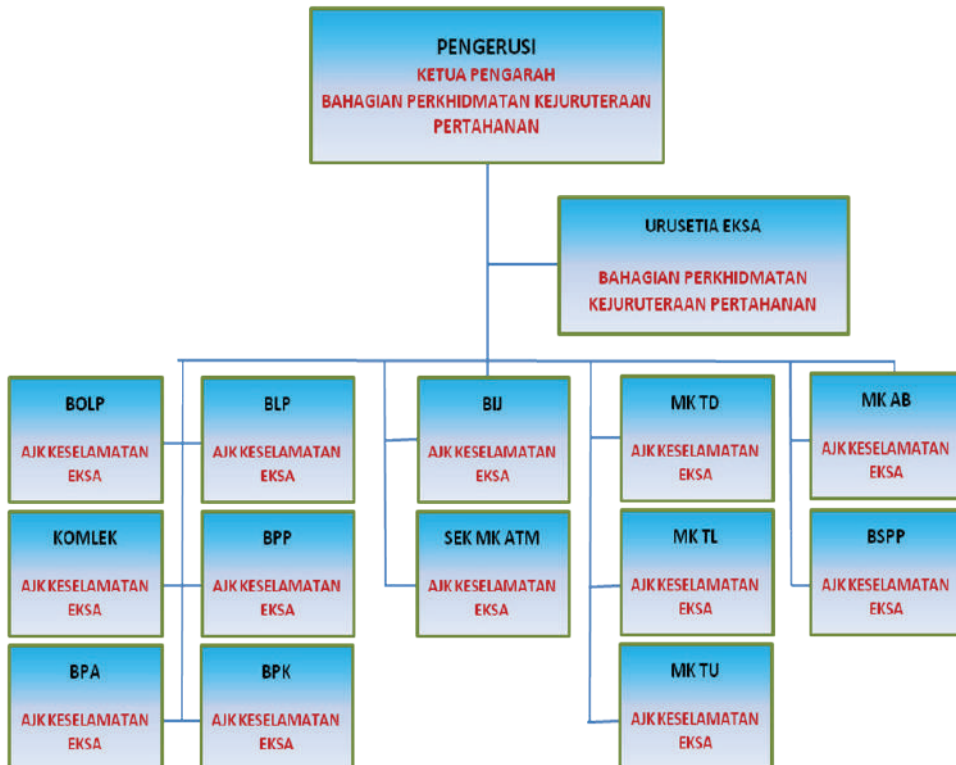 PENGERUSI
KETUA PENGARAH
BAHAGIAN PERKHIDMATAN KEJURUTERAAN
PERTAHANAN
URUSETIA EKSA
BAHAGIAN PERKHIDMATAN
KEJURUTERAAN PERTAHANAN
BOLP
AJK KESELAMATAN
EKSA
BLP
AJK KESELAMATAN
EKSA
BIJ
AJK KESELAMATAN
EKSA
MK TD
AJK KESELAMATAN
EKSA
MK AB
AJK KESELAMATAN
EKSA
KOMLEK
AJK KESELAMATAN
EKSA
BPP
AJK KESELAMATAN
EKSA
SEK MK ATM
AJK KESELAMATAN
EKSA
MK TL
AJK KESELAMATAN
EKSA
BSPP
AJK KESELAMATAN
EKSA
BPA
AJK KESELAMATAN
EKSA
BPK
AJK KESELAMATAN
EKSA
MK TU
AJK KESELAMATAN
EKSA